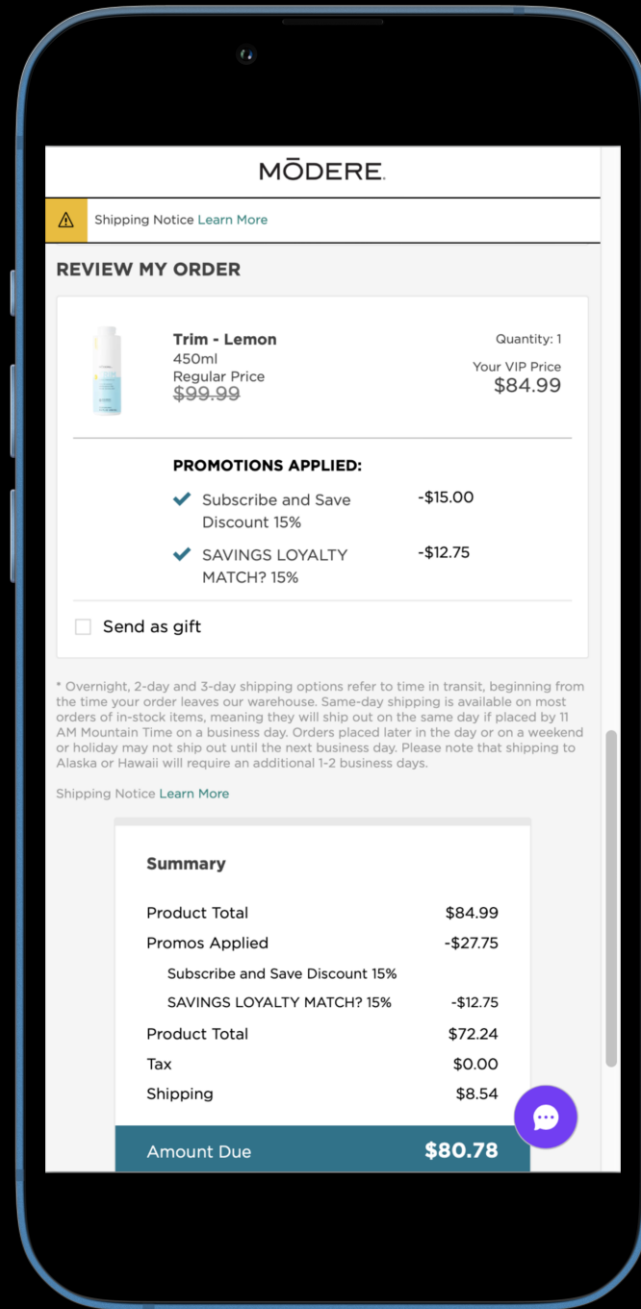 MŌDERE.
Shipping Notice Learn More
REVIEW MY ORDER
Trim - Lemon
450ml
Regular Price
$99.99
Quantity: 1
Your VIP Price
$84.99
PROMOTIONS APPLIED:
Subscribe and Save
Discount 15%
-$15.00
SAVINGS LOYALTY
MATCH? 15%
-$12.75
Send as gift
* Overnight, 2-day and 3-day shipping options refer to time in transit, beginning from
the time your order leaves our warehouse. Same-day shipping is available on most
orders of in-stock items, meaning they will ship out on the same day if placed by 11
AM Mountain Time on a business day. Orders placed later in the day or on a weekend
or holiday may not ship out until the next business day. Please note that shipping to
Alaska or Hawaii will require an additional 1-2 business days.
Shipping Notice Learn More
Summary
Product Total $84.99
Promos Applied -$27.75
Subscribe and Save Discount 15%
SAVINGS LOYALTY MATCH? 15% -$12.75
Product Total $72.24
Tax $0.00
Shipping $8.54
Amount Due $80.78